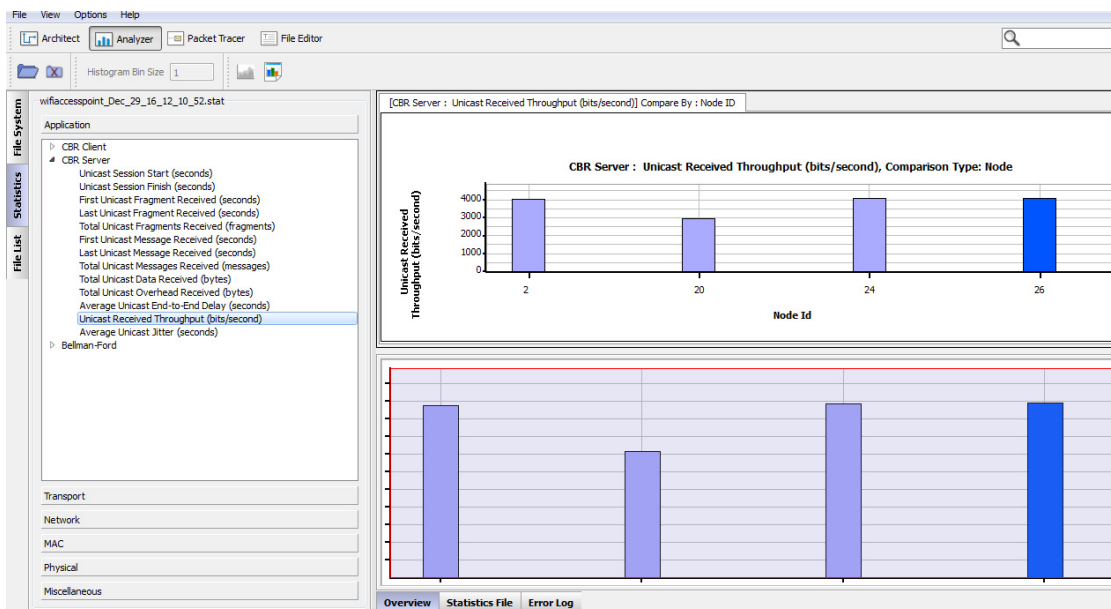 File View Options Help
Architect Analyzer Packet Tracer File Editor
Histogram Bin Size 1
File System
Statistics
File List
wifiaccesspoint_Dec_29_16_12_10_52.stat
Application
CBR Client
CBR Server
Unicast Session Start (seconds)
Unicast Session Finish (seconds)
First Unicast Fragment Received (seconds)
Last Unicast Fragment Received (seconds)
Total Unicast Fragments Received (fragments)
First Unicast Message Received (seconds)
Last Unicast Message Received (seconds)
Total Unicast Messages Received (messages)
Total Unicast Data Received (bytes)
Total Unicast Overhead Received (bytes)
Average Unicast End-to-End Delay (seconds)
Unicast Received Throughput (bits/second)
Average Unicast Jitter (seconds)
Bellman-Ford
Transport
Network
MAC
Physical
Miscellaneous
[CBR Server : Unicast Received Throughput (bits/second)] Compare By : Node ID
CBR Server : Unicast Received Throughput (bits/second), Comparison Type: Node
Unicast Received
Throughput (bits/second)
4000
3000
2000
1000
0
2 20 24 26
Node Id
Overview Statistics File Error Log